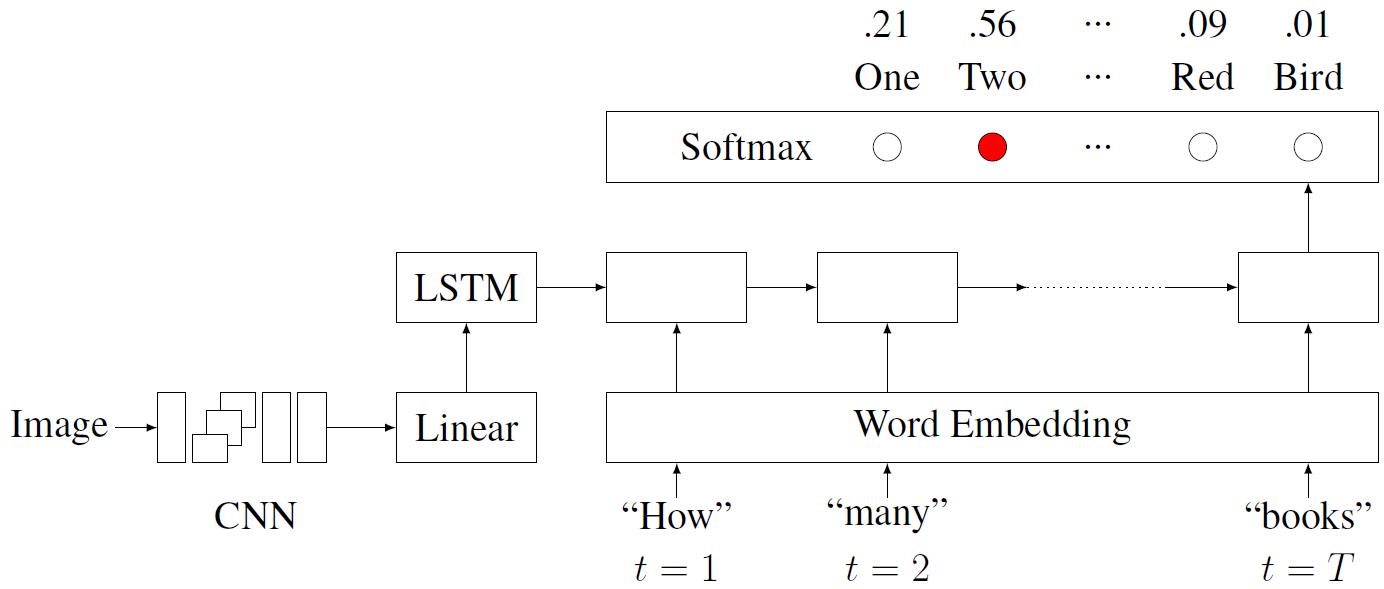 .21 .56 ··· .09 .01
One Two ··· Red Bird
Softmax ···
LSTM
Image Linear Word Embedding
CNN “How” “many” “books”
t = 1 t = 2 t = T